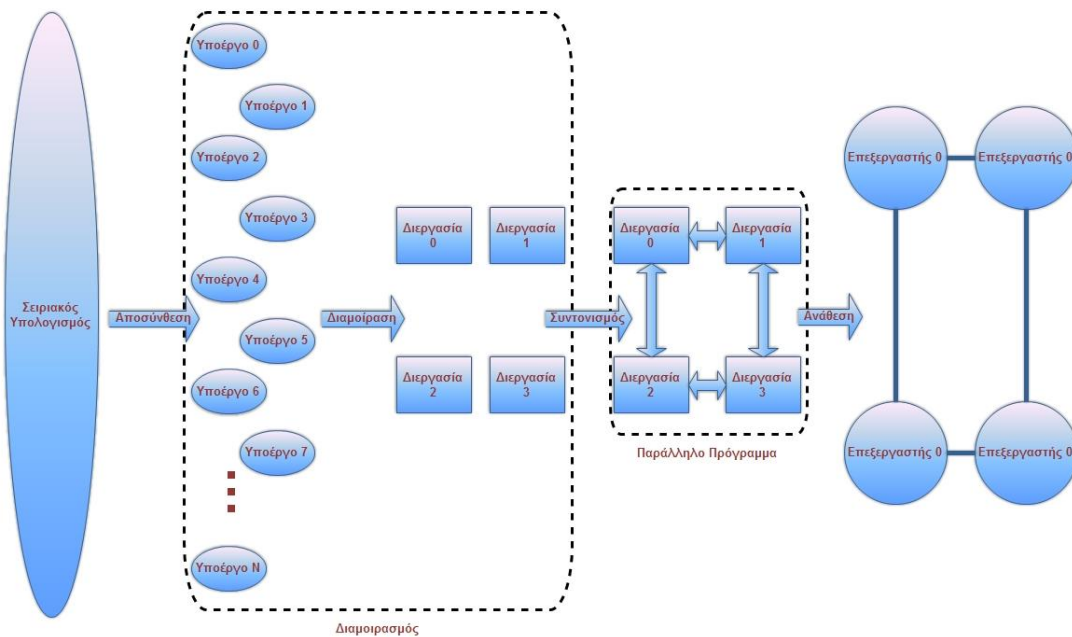 Σειριακός
Υπολογισμός
Αποσύνθεση
Υποέργο 0
Υποέργο 1
Υποέργο 2
Υποέργο 3
Υποέργο 4
Υποέργο 5
Υποέργο 6
Υποέργο 7
Υποέργο N
Διαμοίραση
Διεργασία
0
Διεργασία
1
Διεργασία
2
Διεργασία
3
Διαμοιρασμός
Συντονισμός
Διεργασία
0
Διεργασία
1
Διεργασία
2
Διεργασία
3
Παράλληλο Πρόγραμμα
Ανάθεση
Επεξεργαστής 0
Επεξεργαστής 0
Επεξεργαστής 0
Επεξεργαστής 0